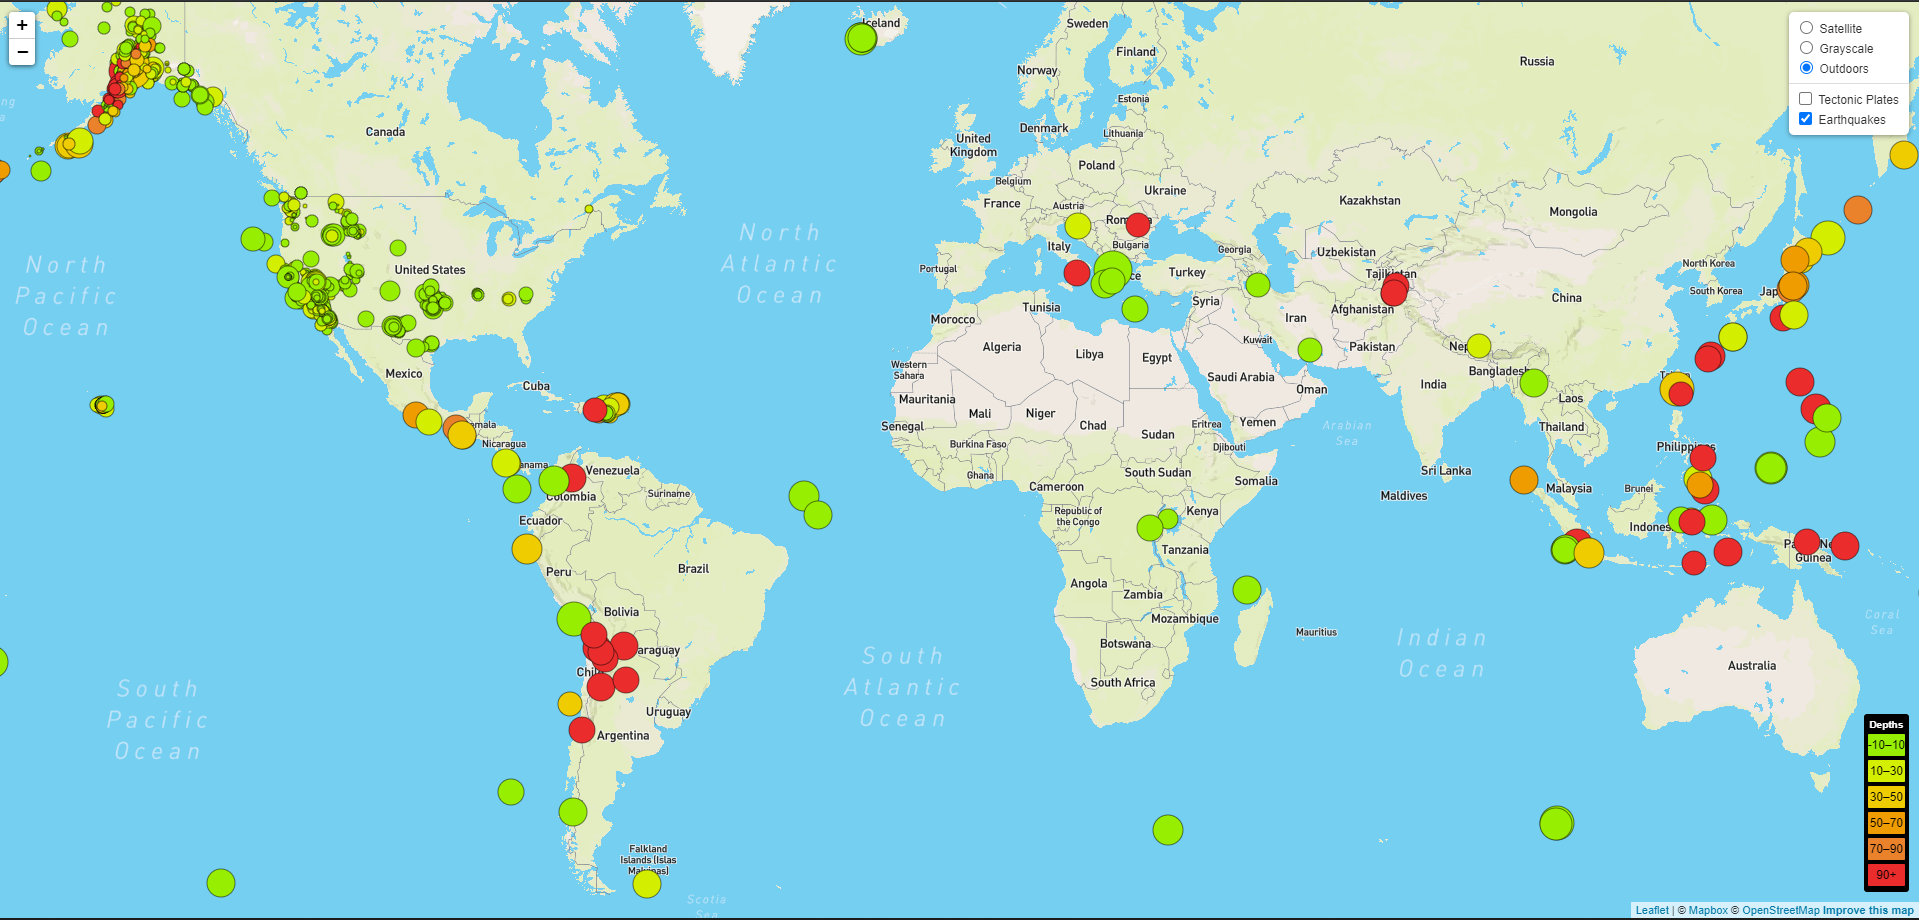 +
−
Satellite
Grayscale
Outdoors
Tectonic Plates
Earthquakes
Iceland
Sweden
Finland
Norway
Russia
Estonia
Denmark
Lithuania
United
Kingdom
Canada
Poland
Belgium
Ukraine
France
Austria
Kazakhstan
Mongolia
Italy
Bulgaria
Georgia
Uzbekistan
North
Atlantic
Ocean
North
Pacific
Ocean
United States
Portugal
Turkey
Tajikistan
North Korea
South Korea
China
Syria
Afghanistan
Iran
Tunisia
Morocco
Kuwait
Pakistan
Algeria
Libya
Egypt
Western
Sahara
Saudi Arabia
Oman
India
Bangladesh
Mexico
Cuba
Mauritania
Mali
Niger
Chad
Sudan
Eritrea
Yemen
Laos
Thailand
Arabian
Sea
Senegal
Burkina Faso
Djibouti
Nicaragua
Philippines
Venezuela
Ghana
South Sudan
Somalia
Sri Lanka
Cameroon
Malaysia
Brunei
Maldives
Suriname
Colombia
Republic of
the Congo
Kenya
Ecuador
Tanzania
Guinea
Peru
Brazil
Angola
Zambia
Bolivia
Mozambique
Mauritius
Coral
Sea
Indian
Ocean
Botswana
South
Atlantic
Ocean
Australia
South Africa
South
Pacific
Ocean
Uruguay
Argentina
Depths
-10–10
10–30
30–50
50–70
70–90
90+
Falkland
Islands (Islas
Scotia
Sea
Leaflet | © Mapbox © OpenStreetMap Improve this map